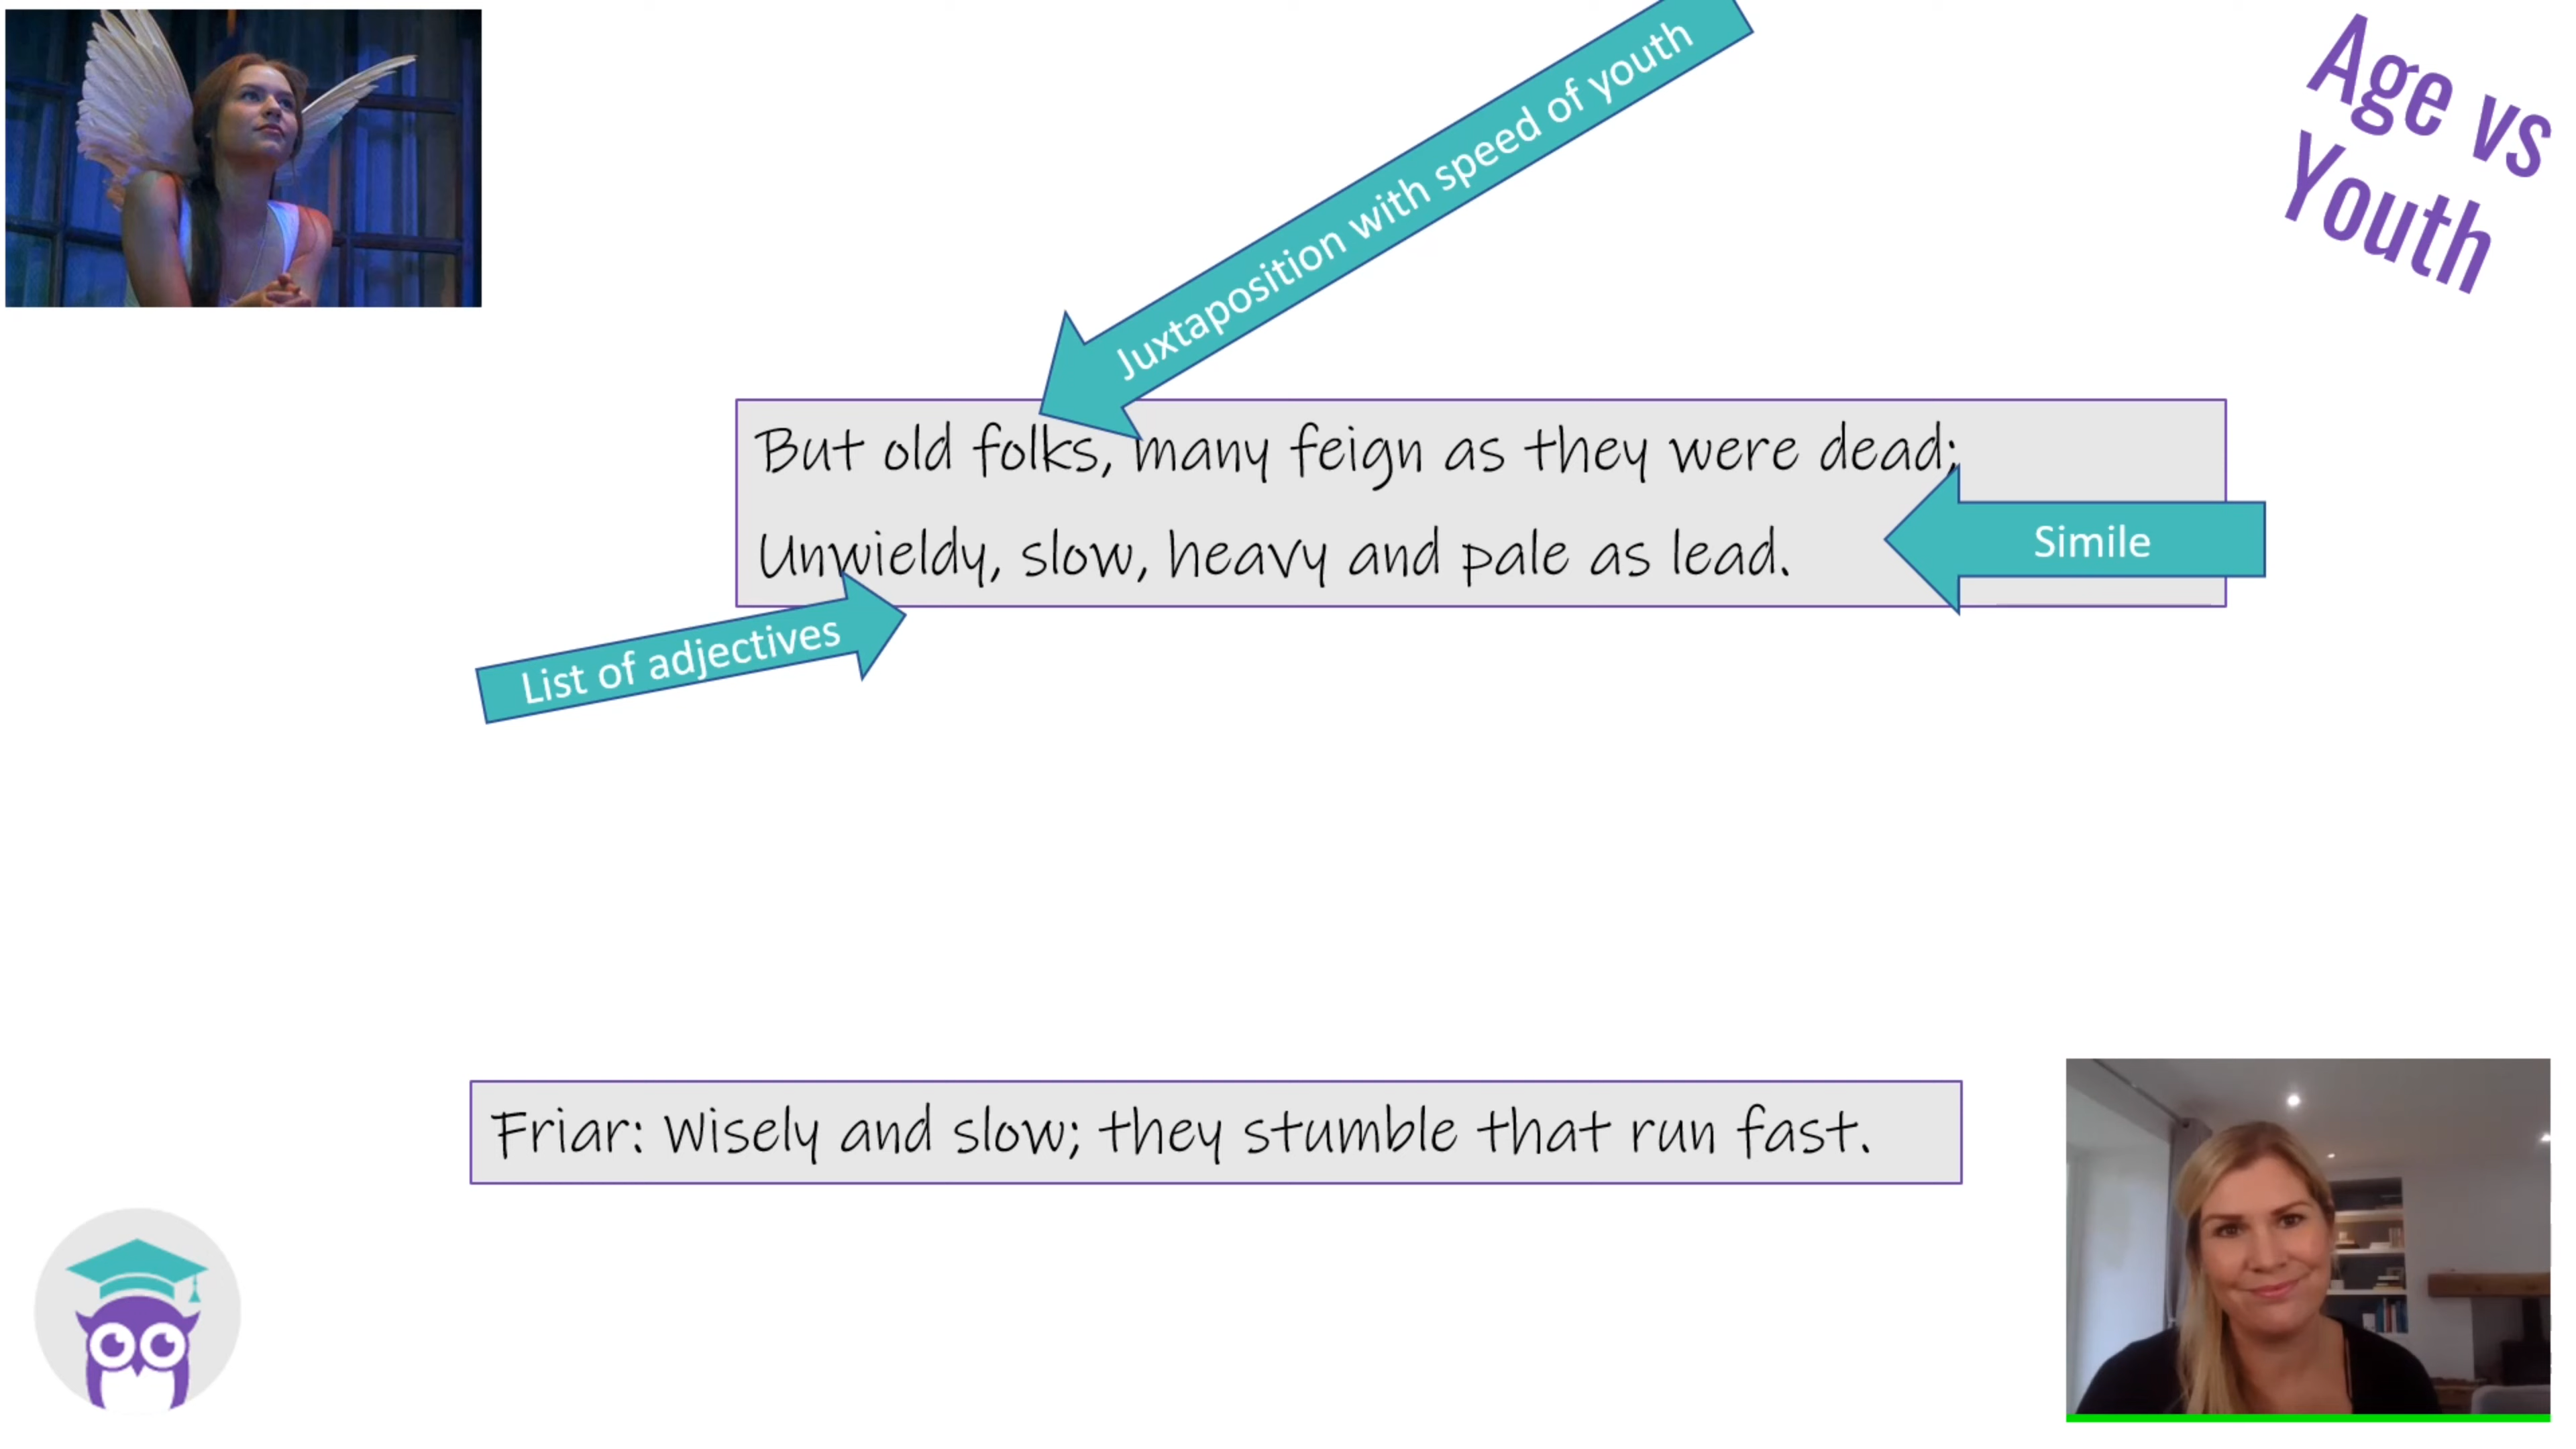 Age vs
Youth
Juxtaposition with speed of youth
But old folks, many feign as they were dead;
Unwieldy, slow, heavy and pale as lead.
Simile
List of adjectives
Friar: Wisely and slow; they stumble that run fast.